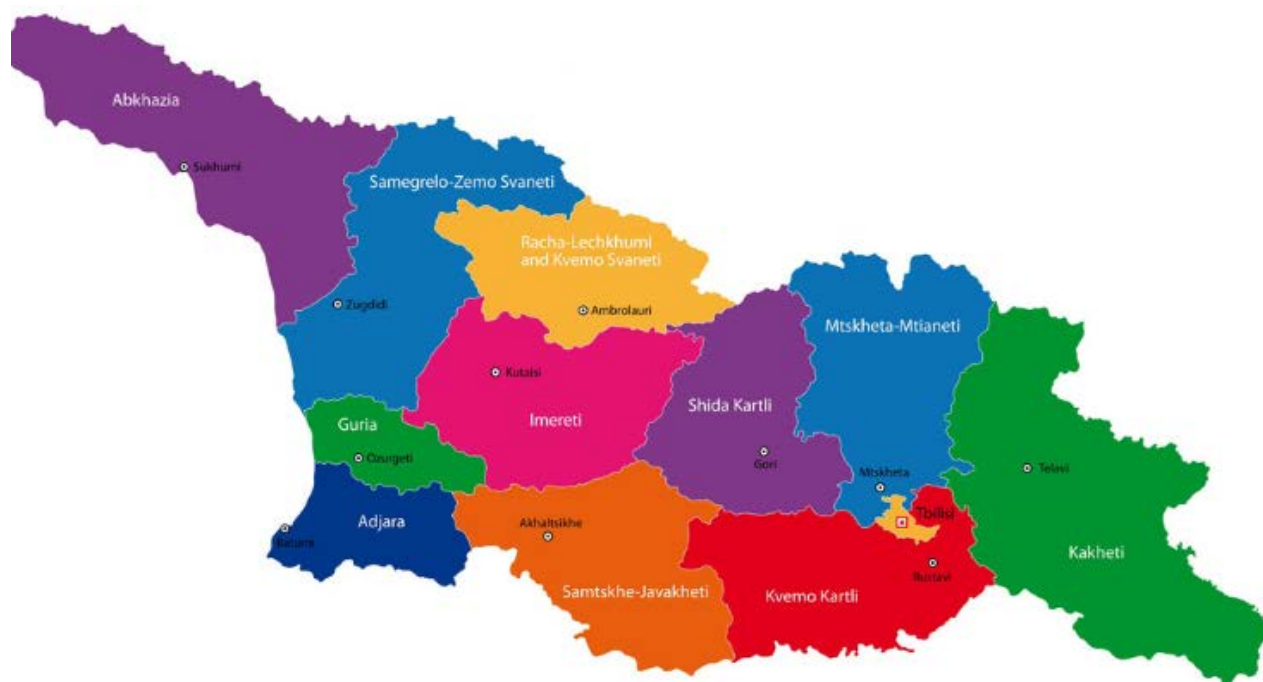 Abkhazia
Sukhumi
Samegrelo-Zemo Svaneti
Racha-Lechkhumi
and Kvemo Svaneti
Zugdidi
Ambrolauri
Mtskheta-Mtianeti
Kutaisi
Shida Kartli
Imereti
Guria
Ozurgeti
Gori
Mtskheta
Telavi
Tbilisi
Adjara
Batumi
Akhaltsikhe
Kakheti
Rustavi
Samtskhe-Javakheti
Kvemo Kartli